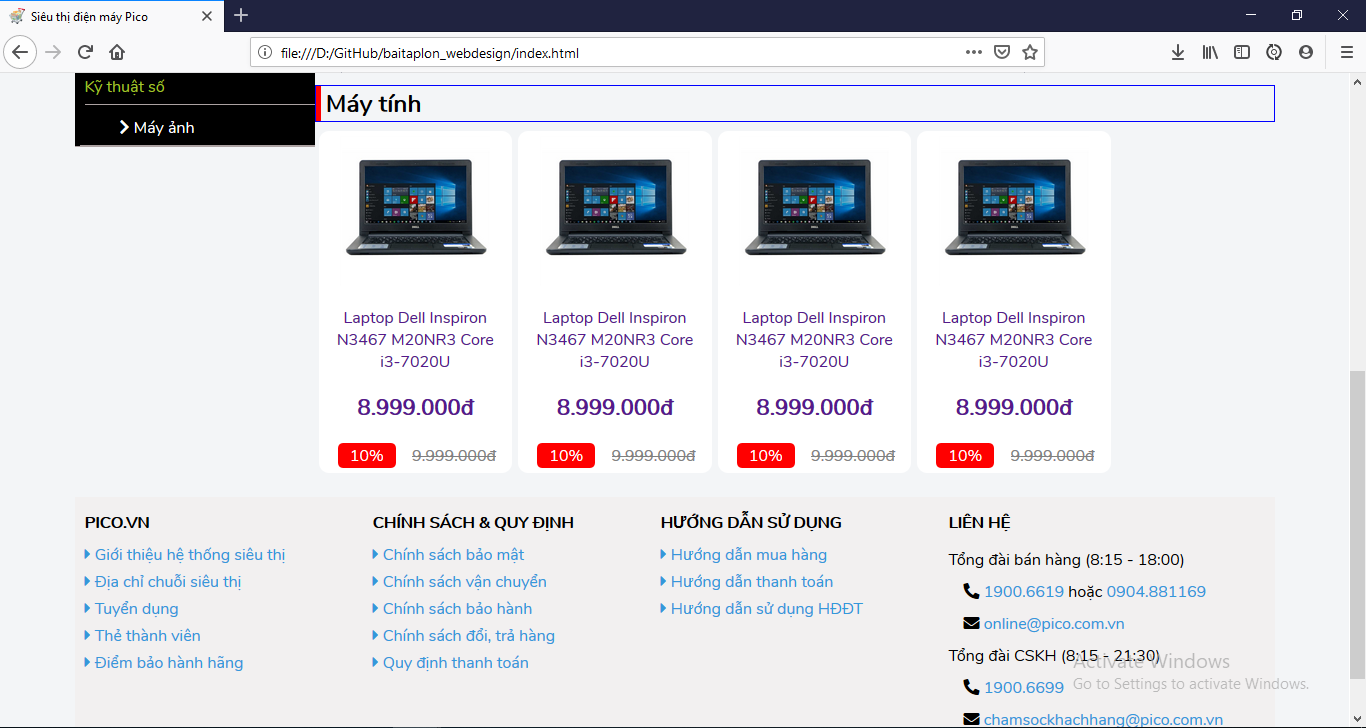 Siêu thị điện máy Pico
file:///D:/GitHub/baitaplon_webdesign/index.html
Kỹ thuật số
Máy ảnh
Máy tính
Laptop Dell Inspiron
N3467 M20NR3 Core
i3-7020U
8.999.000đ
10% 9.999.000đ
Laptop Dell Inspiron
N3467 M20NR3 Core
i3-7020U
8.999.000đ
10% 9.999.000đ
Laptop Dell Inspiron
N3467 M20NR3 Core
i3-7020U
8.999.000đ
10% 9.999.000đ
Laptop Dell Inspiron
N3467 M20NR3 Core
i3-7020U
8.999.000đ
10% 9.999.000đ
PICO.VN
Giới thiệu hệ thống siêu thị
Địa chỉ chuỗi siêu thị
Tuyển dụng
Thẻ thành viên
Điểm bảo hành hãng
CHÍNH SÁCH & QUY ĐỊNH
Chính sách bảo mật
Chính sách vận chuyển
Chính sách bảo hành
Chính sách đổi, trả hàng
Quy định thanh toán
HƯỚNG DẪN SỬ DỤNG
Hướng dẫn mua hàng
Hướng dẫn thanh toán
Hướng dẫn sử dụng HĐĐT
LIÊN HỆ
Tổng đài bán hàng (8:15 - 18:00)
1900.6619 hoặc 0904.881169
online@pico.com.vn
Tổng đài CSKH (8:15 - 21:30)
1900.6699
chamsockhachhang@pico.com.vn
Activate Windows
Go to Settings to activate Windows.